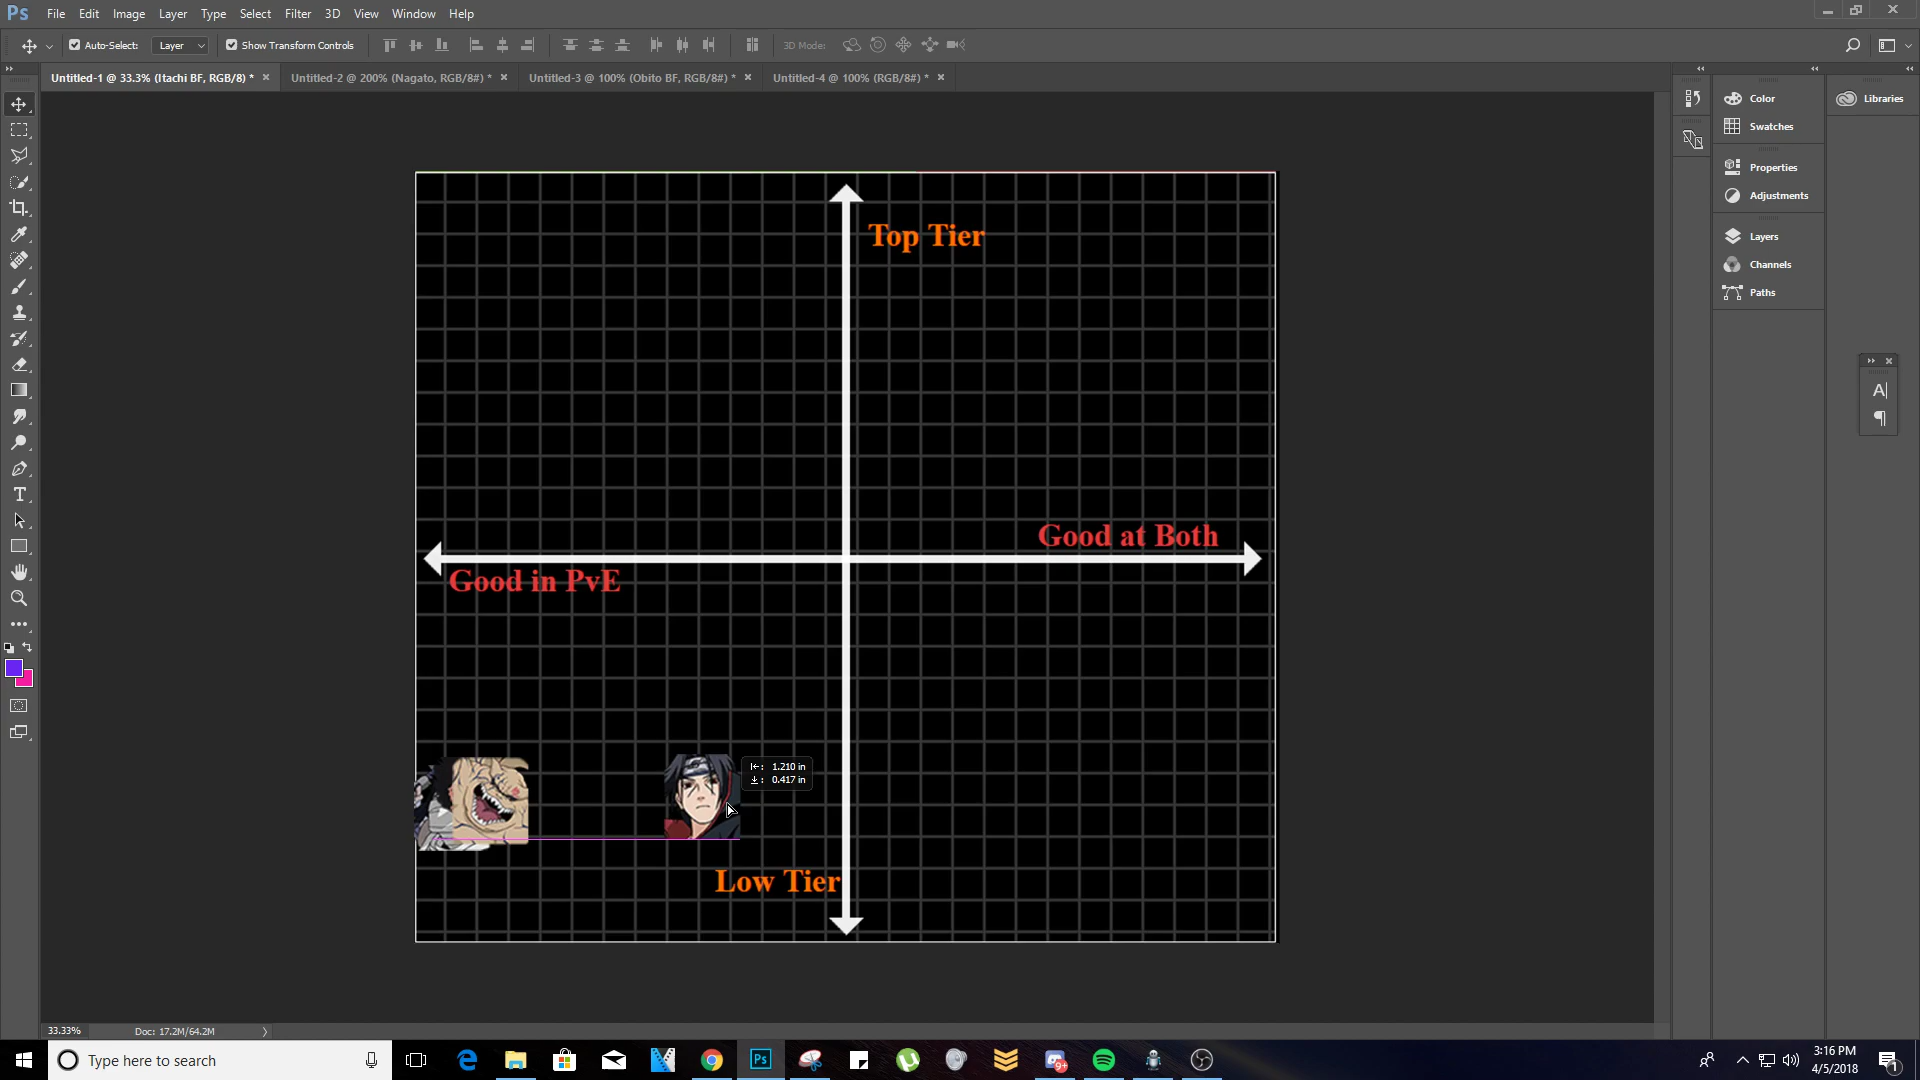 Ps File Edit Image Layer Type Select Filter 3D View Window Help
Auto-Select: Layer Show Transform Controls 3D Mode:
Untitled-1 @ 33.3% (Itachi BF, RGB/8) * × Untitled-2 @ 200% (Nagato, RGB/8#) * × Untitled-3 @ 100% (Obito BF, RGB/8#) * × Untitled-4 @ 100% (RGB/8#) * ×
Color
Libraries
Swatches
Properties
Adjustments
Layers
Channels
Paths
Top Tier
Good at Both
Good in PvE
1.210 in
0.417 in
Low Tier
33.33% Doc: 17.2M/64.2M
Type here to search
Ps
9+
3:16 PM
4/5/2018
1